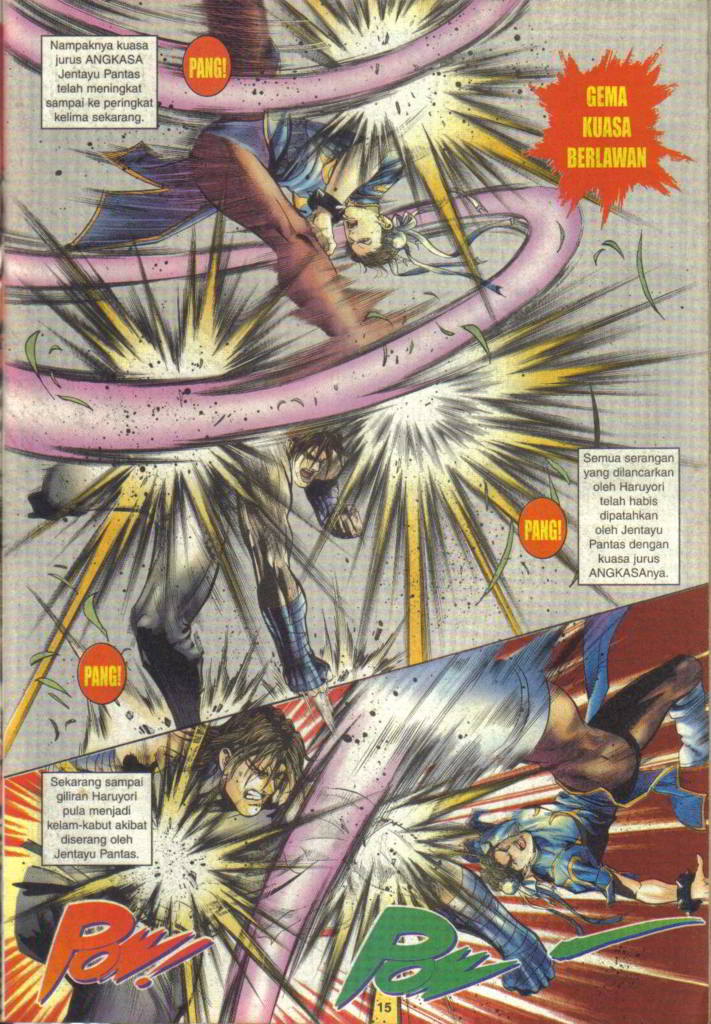 Nampaknya kuasa
jurus ANGKASA
Jentayu Pantas
telah meningkat
sampai ke peringkat
kelima sekarang.
PANG!
GEMA
KUASA
BERLAWAN
Semua serangan
yang dilancarkan
oleh Haruyori
telah habis
dipatahkan
oleh Jentayu
Pantas dengan
kuasa jurus
ANGKASAnya.
PANG!
PANG!
Sekarang sampai
giliran Haruyori
pula menjadi
kelam-kabut akibat
diserang oleh
Jentayu Pantas.
POW!!
POW
15